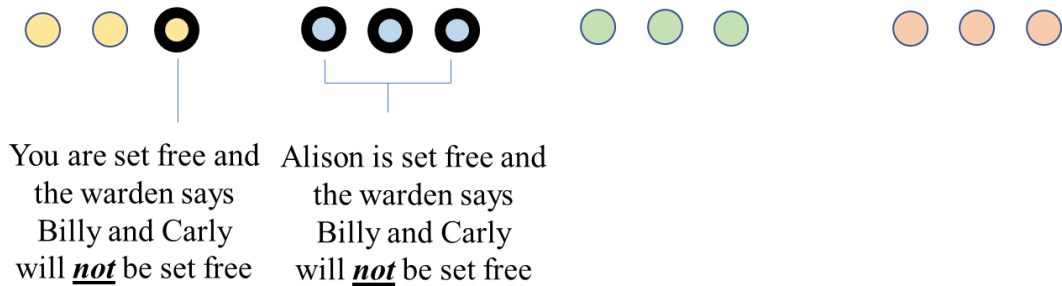 You are set free and
the warden says
Billy and Carly
will not be set free
Alison is set free and
the warden says
Billy and Carly
will not be set free